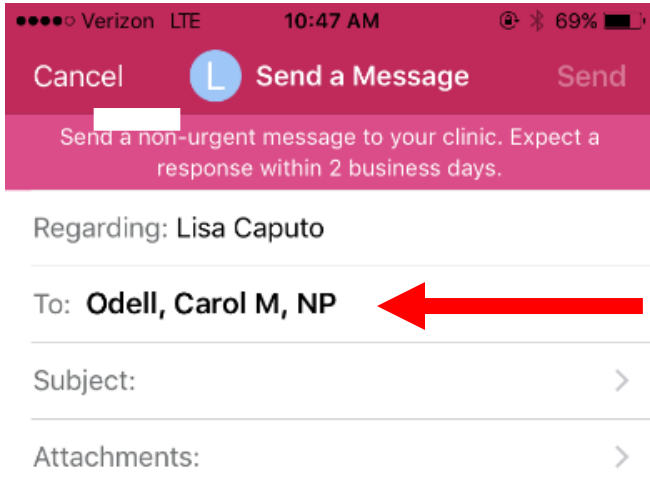 Verizon LTE 10:47 AM 69%
Cancel L Send a Message Send
Send a non-urgent message to your clinic. Expect a
response within 2 business days.
Regarding: Lisa Caputo
To: Odell, Carol M, NP
Subject:
Attachments: